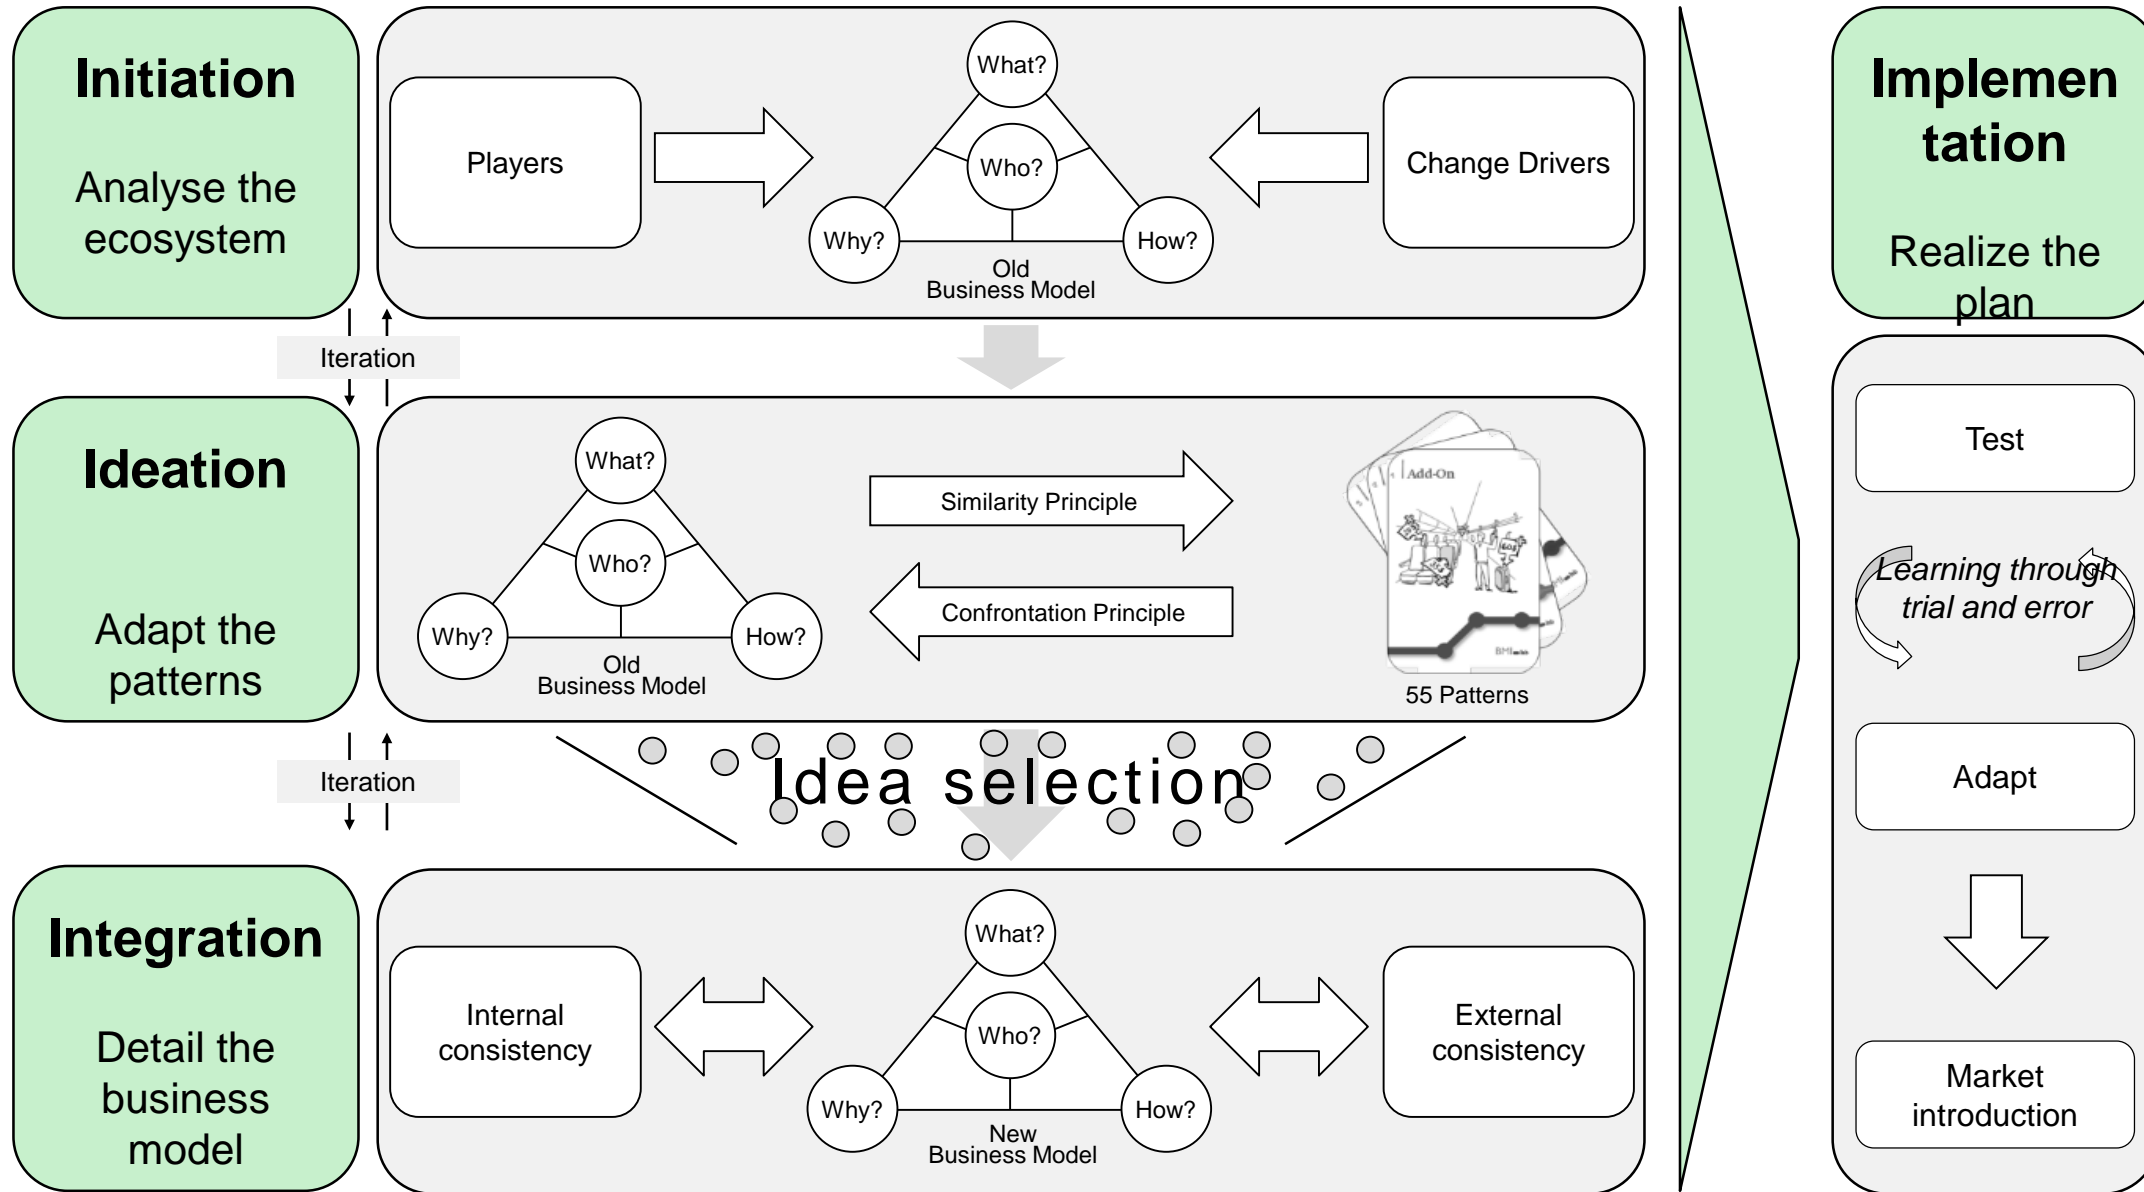 Initiation
Analyse the
ecosystem
Players
What?
Who?
Why?
How?
Old
Business Model
Change Drivers
Iteration
Ideation
Adapt the
patterns
What?
Who?
Why?
How?
Old
Business Model
Similarity Principle
Confrontation Principle
Add-On
BMI
55 Patterns
Iteration
Idea selection
Integration
Detail the
business
model
Internal
consistency
What?
Who?
Why?
How?
New
Business Model
External
consistency
Implemen
tation
Realize the
plan
Test
Learning through
trial and error
Adapt
Market
introduction